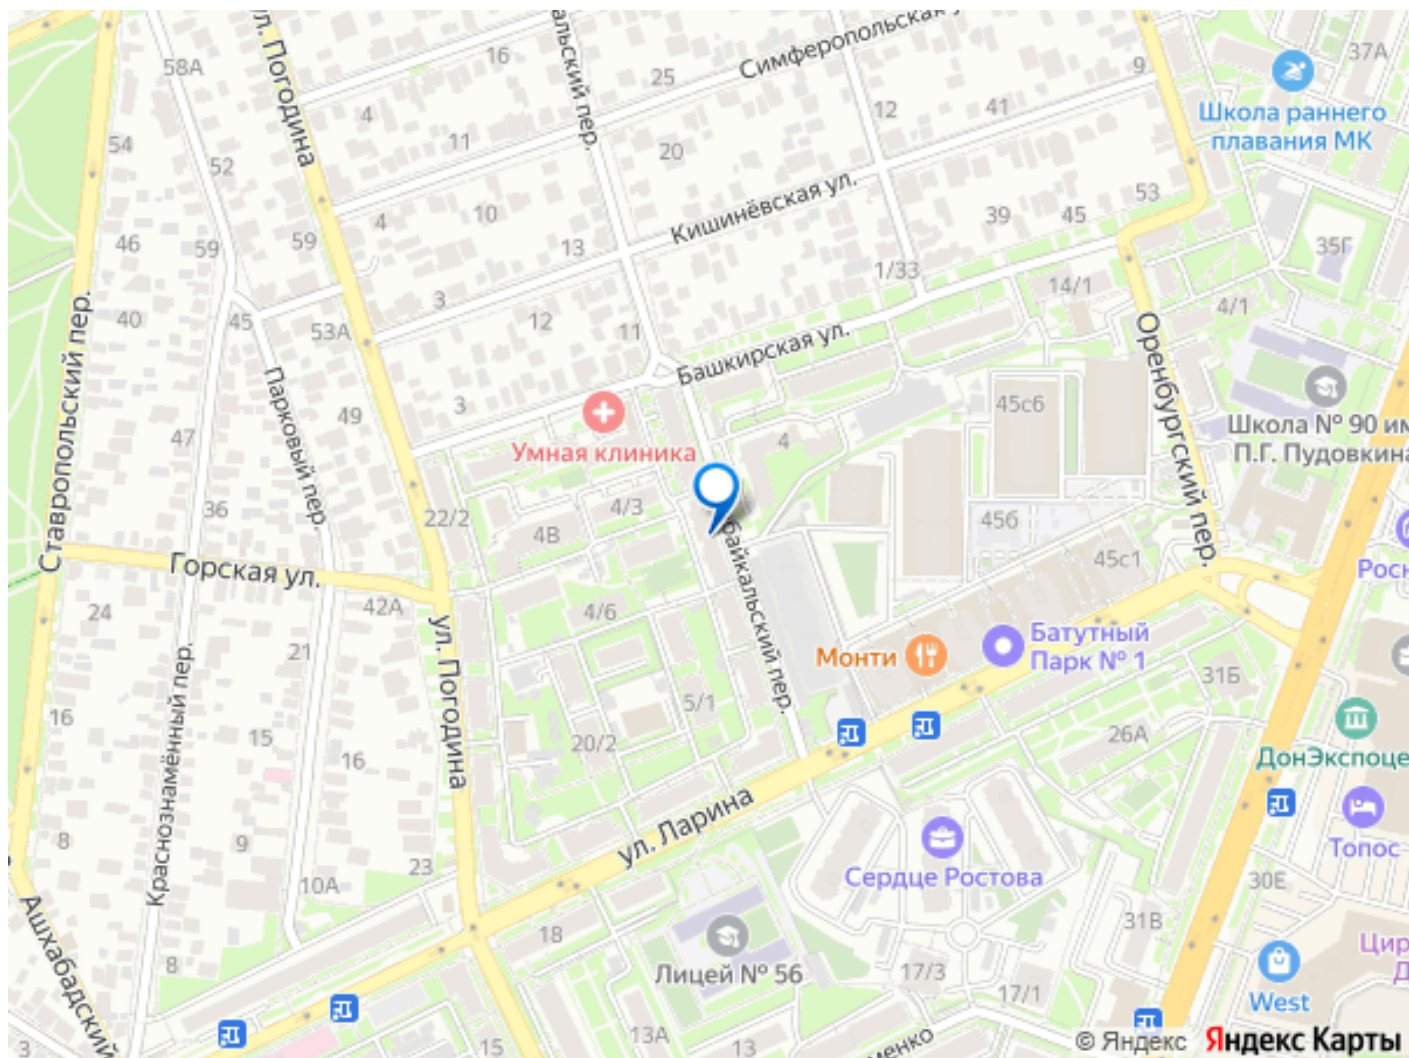 58А
ул. Погодина
16
Симферопольская у
25
9
37А
Школа раннего
плавания МК
4
11
12
41
54
52
20
Кишинёвская ул.
53
46
59
59
4
10
13
39
45
35Г
1/33
14/1
4/1
40
45
53А
3
12
11
Башкирская ул.
Оренбургский пер.
Ставропольский пер.
Парковый пер.
49
3
Умная клиника
4
45с6
Школа № 90 им
П.Г. Пудовкина
47
36
22/2
4В
4/3
456
45с1
Горская ул.
42А
24
21
4/6
байкальский пер.
Монти
Батутный
Парк № 1
31Б
Краснознамённый пер.
ул. Погодина
16
15
16
20/2
5/1
26А
ДонЭкспоце
ул. Ларина
Топос
8
9
23
10А
Сердце Ростова
30Е
Ашхабадский
8
18
Лицей № 56
31В
17/3
17/1
West
3
15
13А
13
© Яндекс Яндекс Карты